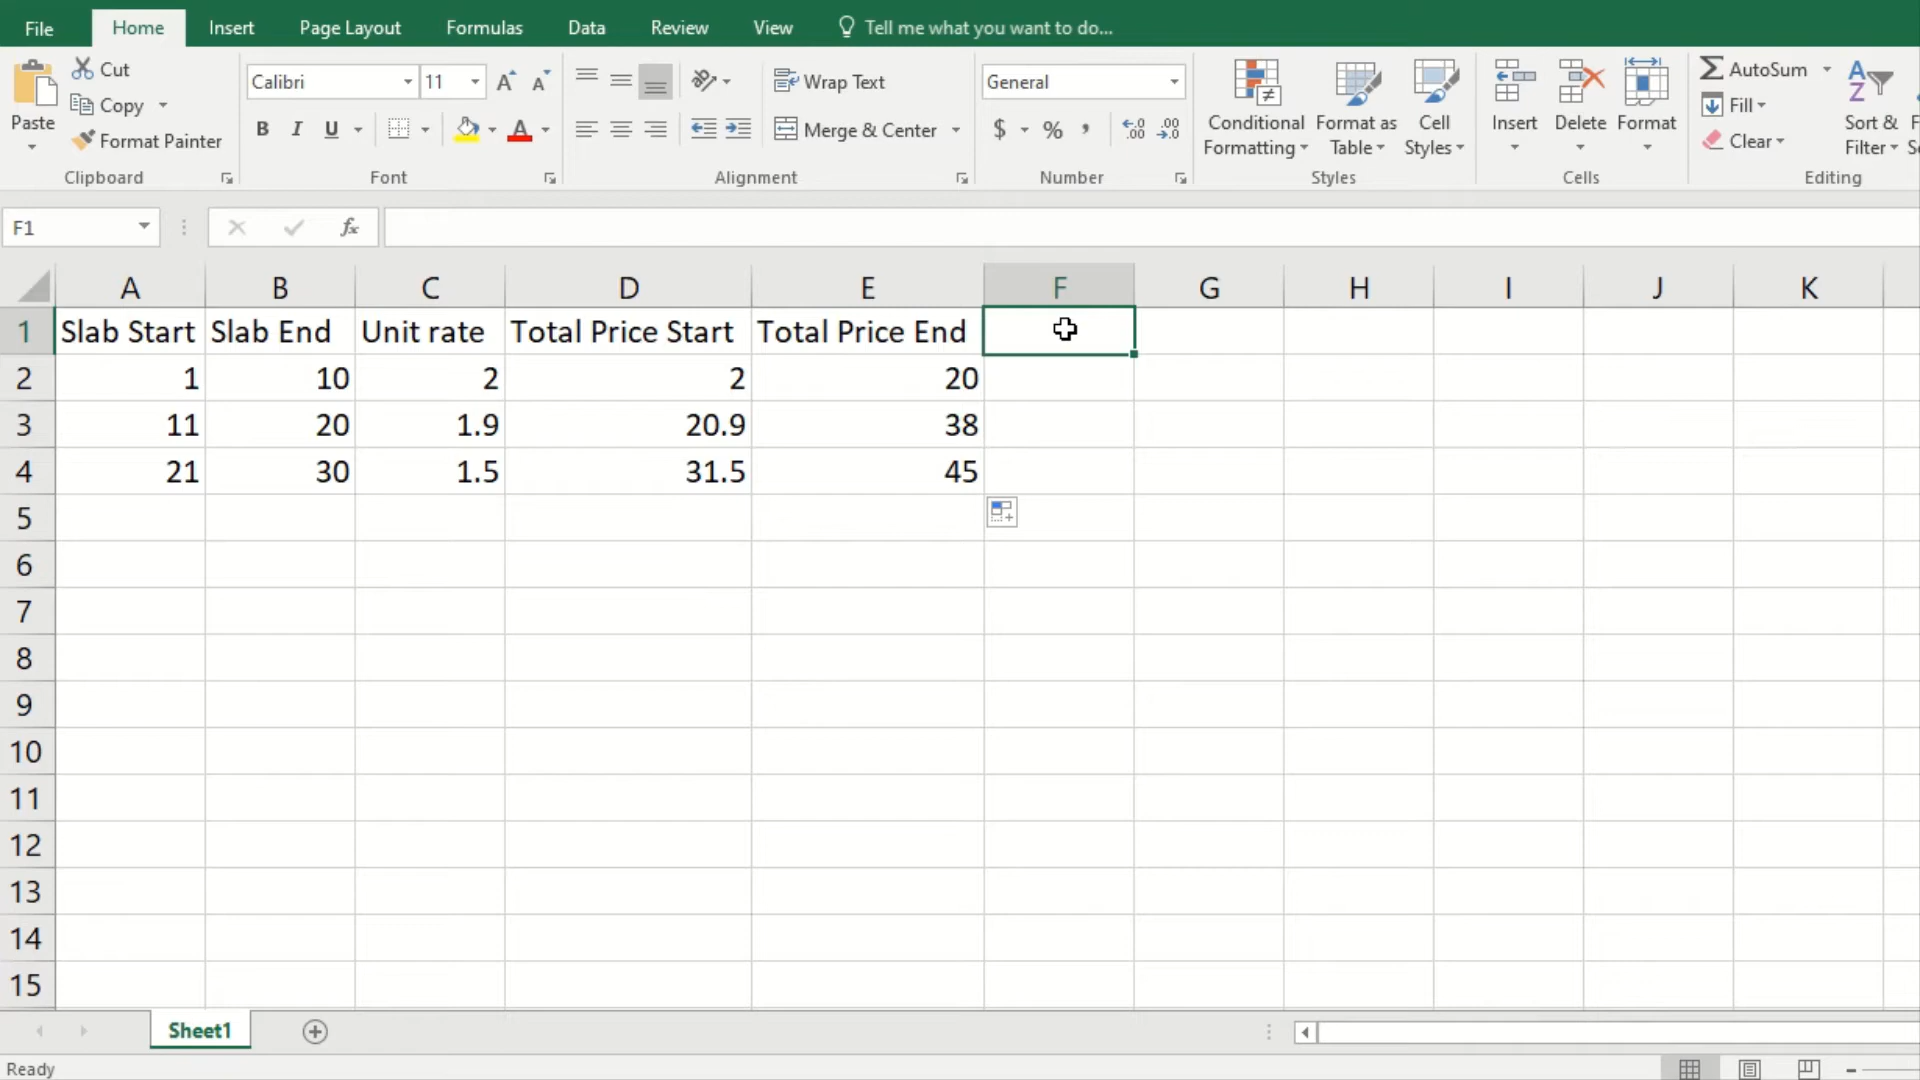 File Home Insert Page Layout Formulas Data Review View Tell me what you want to do...
Paste
Cut
Copy
Format Painter
Clipboard
Calibri 11 A A
B I U A
Font
Wrap Text
Merge & Center
Alignment
General
$ % , .0 .00 .00 .0
Number
Conditional Formatting
Format as Table
Cell Styles
Styles
Insert Delete Format
Cells
AutoSum
Fill
Clear
A Z
Sort & Filter
Editing
F1 fx
A B C D E F G H I J K
1 Slab Start Slab End Unit rate Total Price Start Total Price End
2 1 10 2 2 20
3 11 20 1.9 20.9 38
4 21 30 1.5 31.5 45
5
6
7
8
9
10
11
12
13
14
15
Sheet1
Ready